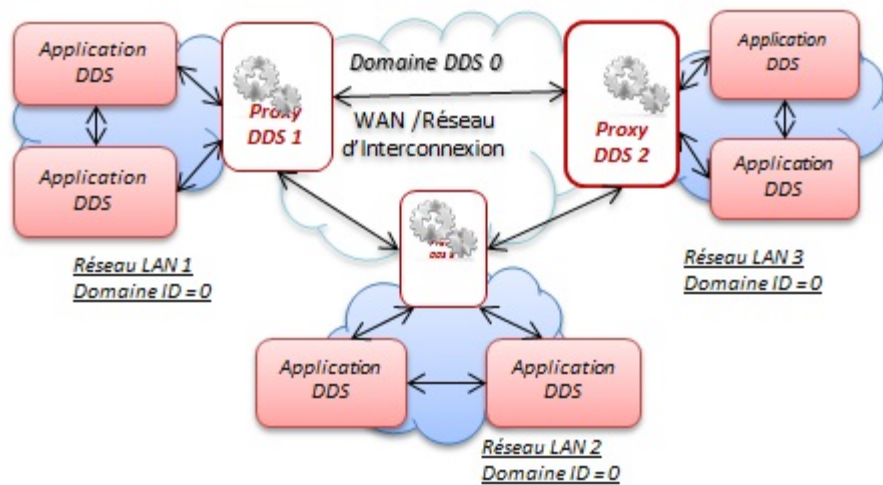 Application
DDS
Application
DDS
Proxy
DDS 1
Domaine DDS 0
WAN /Réseau
d'Interconnexion
Proxy
DDS 2
Application
DDS
Application
DDS
Réseau LAN 1
Domaine ID = 0
DDS
Réseau LAN 3
Domaine ID = 0
Application
DDS
Application
DDS
Réseau LAN 2
Domaine ID = 0